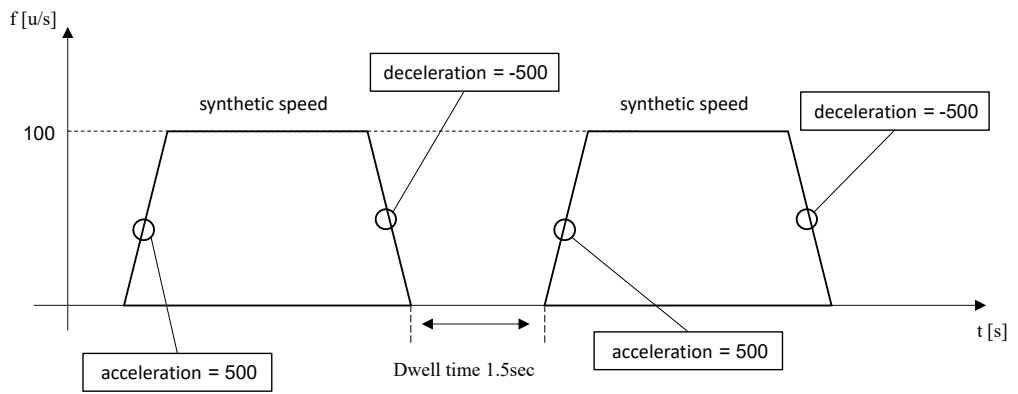 f [u/s]
deceleration = -500
synthetic speed
synthetic speed
deceleration = -500
100
t [s]
acceleration = 500
Dwell time 1.5sec
acceleration = 500